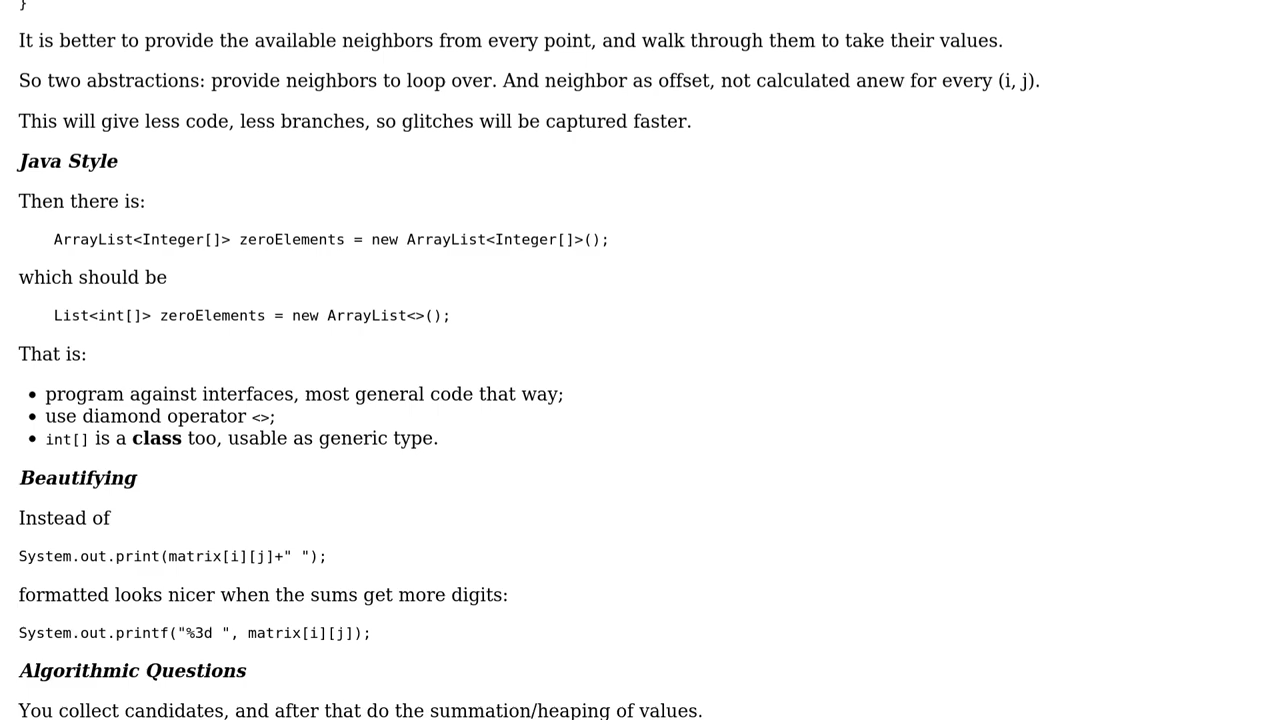 }
It is better to provide the available neighbors from every point, and walk through them to take their values.
So two abstractions: provide neighbors to loop over. And neighbor as offset, not calculated anew for every (i, j).
This will give less code, less branches, so glitches will be captured faster.
Java Style
Then there is:
ArrayList<Integer[]> zeroElements = new ArrayList<Integer[]>();
which should be
List<int[]> zeroElements = new ArrayList<>();
That is:
• program against interfaces, most general code that way;
• use diamond operator <>;
• int[] is a class too, usable as generic type.
Beautifying
Instead of
System.out.print(matrix[i][j]+" ");
formatted looks nicer when the sums get more digits:
System.out.printf("%3d ", matrix[i][j]);
Algorithmic Questions
You collect candidates, and after that do the summation/heaping of values.